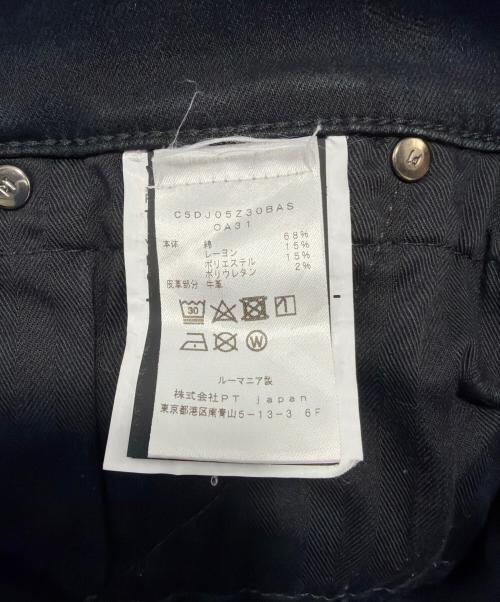 C5DJ05Z30BAS
OA31
本体 綿 68%
レーヨン 15%
ポリエステル 15%
ポリウレタン 2%
皮革部分 牛革
30
W
ルーマニア製
株式会社PT japan
東京都港区南青山5-13-3 6F